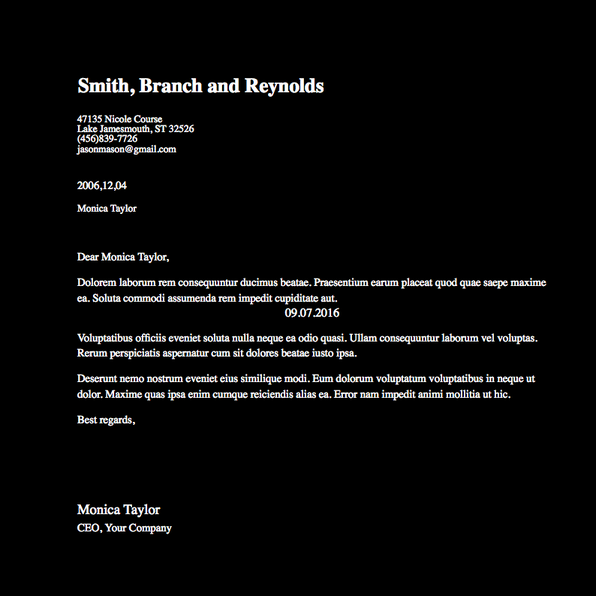 Smith, Branch and Reynolds
47135 Nicole Course
Lake Jamesmouth, ST 32526
(456)839-7726
jasonmason@gmail.com
2006,12,04
Monica Taylor
Dear Monica Taylor,
Dolorem laborum rem consequuntur ducimus beatae. Praesentium earum placeat quod quae saepe maxime
ea. Soluta commodi assumenda rem impedit cupiditate aut.
09.07.2016
Voluptatibus officiis eveniet soluta nulla neque ea odio quasi. Ullam consequuntur laborum vel voluptas.
Rerum perspiciatis aspernatur cum sit dolores beatae iusto ipsa.
Deserunt nemo nostrum eveniet eius similique modi. Eum dolorum voluptatum voluptatibus in neque ut
dolor. Maxime quas ipsa enim cumque reiciendis alias ea. Error nam impedit animi mollitia ut hic.
Best regards,
Monica Taylor
CEO, Your Company